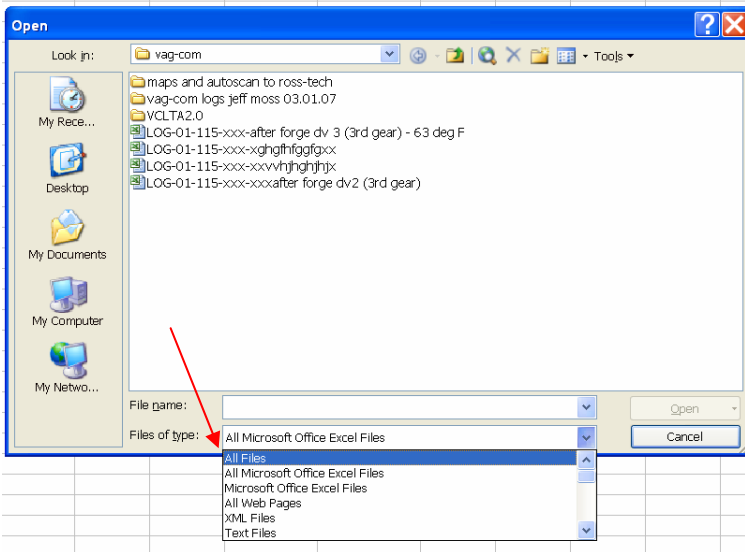 Open
Look in: vag-com Tools
maps and autoscan to ross-tech
vag-com logs jeff moss 03.01.07
VCLTA2.0
LOG-01-115-xxx-after forge dv 3 (3rd gear) - 63 deg F
LOG-01-115-xxx-xghgfhfggfgxx
LOG-01-115-xxx-xxvvhjhghjhjx
LOG-01-115-xxx-xxxafter forge dv2 (3rd gear)
My Rece...
Desktop
My Documents
My Computer
My Netwo...
File name: Open
Files of type: All Microsoft Office Excel Files Cancel
All Files
All Microsoft Office Excel Files
Microsoft Office Excel Files
All Web Pages
XML Files
Text Files